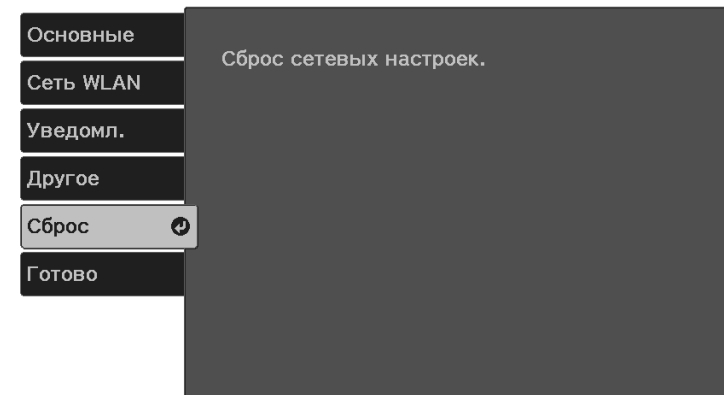 Основные
Сеть WLAN
Уведомл.
Другое
Сброс
Готово
Сброс сетевых настроек.